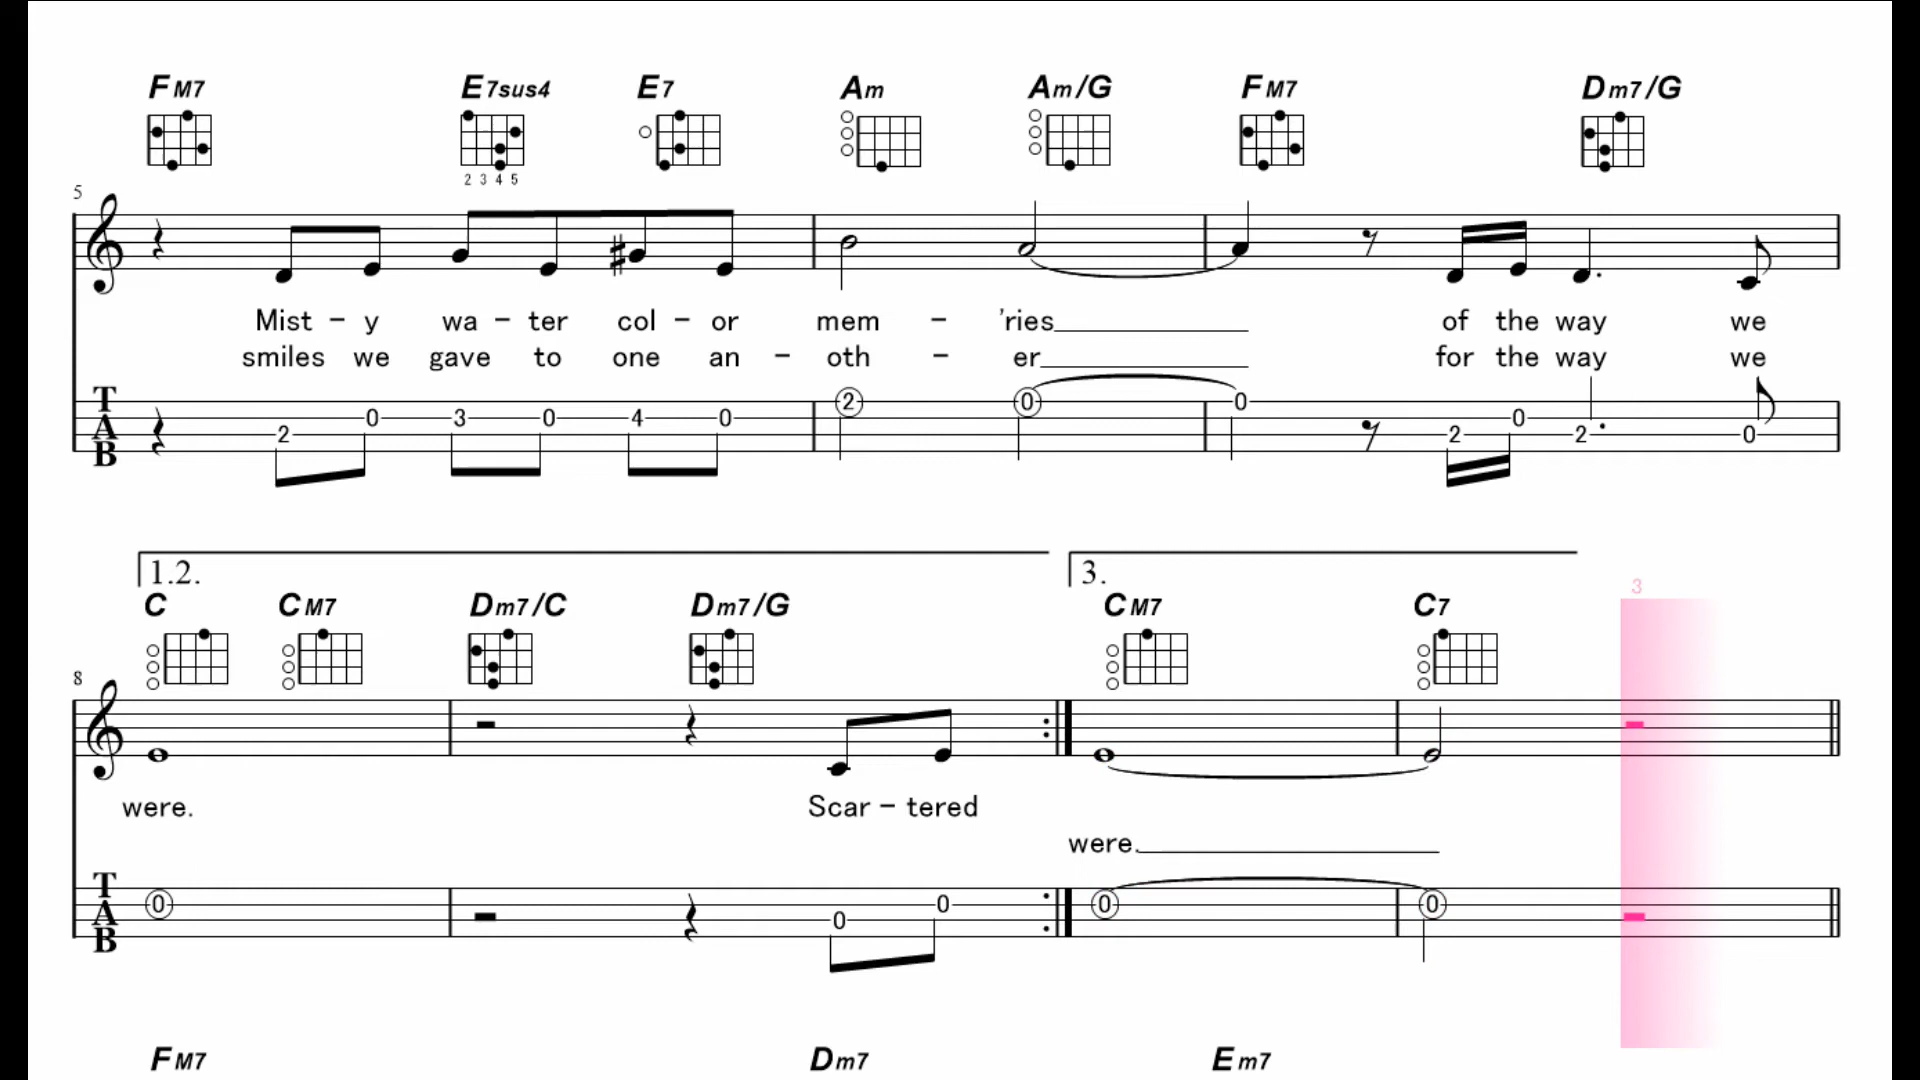 FM7 E7sus4 E7 Am Am/G FM7 Dm7/G
2 3 4 5
5
Mist – y wa – ter col – or mem – 'ries of the way we
smiles we gave to one an – oth – er for the way we
T A B 2 0 3 0 4 0 2 0 0 2 0 2 0
1.2. 3.
3
C CM7 Dm7/C Dm7/G CM7 C7
8
were. Scar – tered
were.
T A B 0 0 0 0 0
FM7 Dm7 Em7